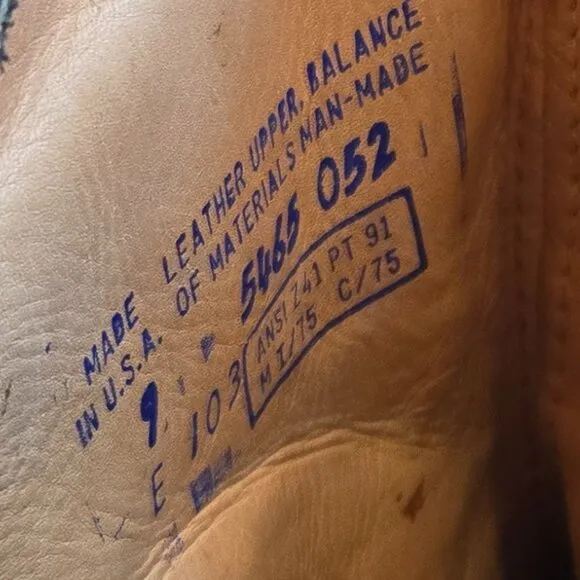 MADE LEATHER UPPER, BALANCE
IN U.S.A. OF MATERIALS MAN-MADE
9 5465 052
E 103
ANSI Z41 PT 91
M I/75 C/75